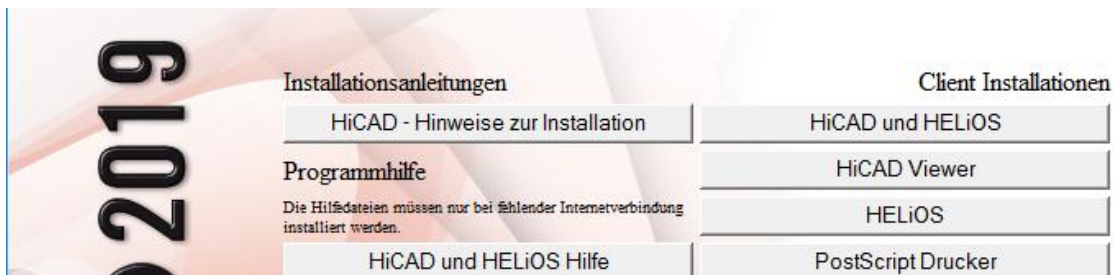 2019
Installationsanleitungen
HiCAD - Hinweise zur Installation
Programmhilfe
Die Hilfedateien müssen nur bei fehlender Internetverbindung
installiert werden.
HiCAD und HELiOS Hilfe
Client Installationen
HiCAD und HELiOS
HiCAD Viewer
HELiOS
PostScript Drucker